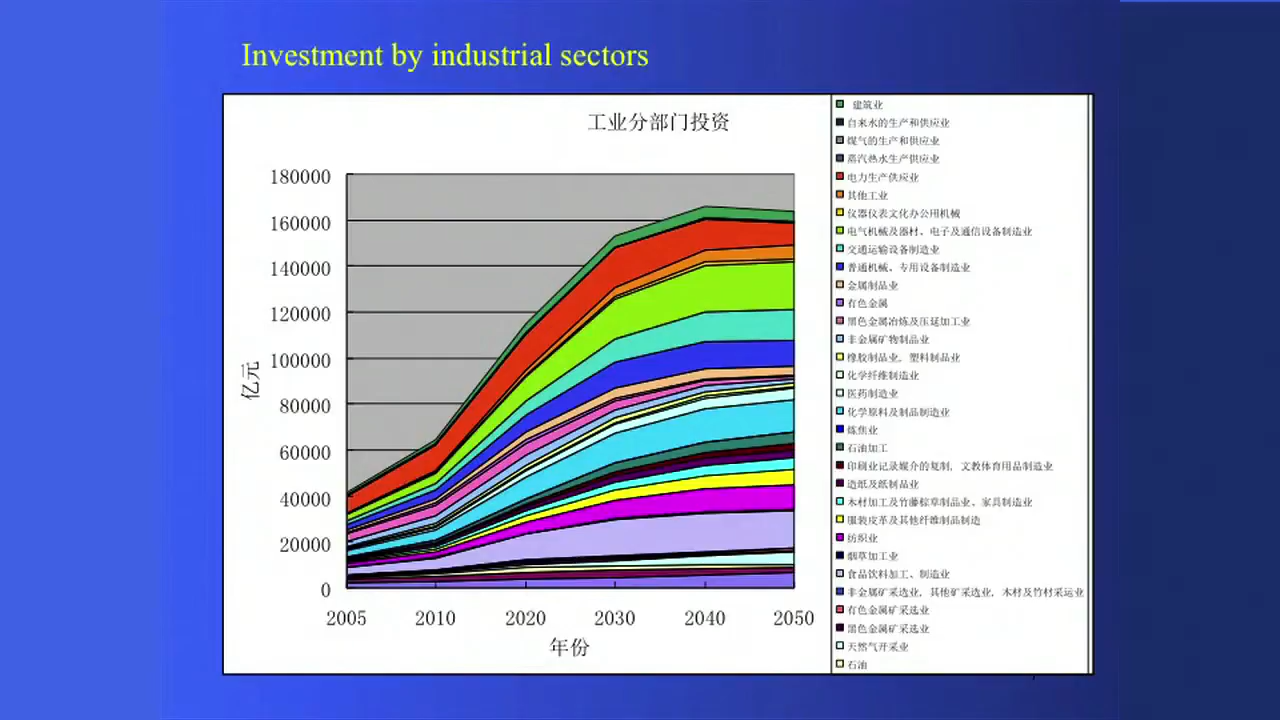 Investment by industrial sectors
工业分部门投资
180000
160000
140000
120000
100000
80000
60000
40000
20000
0
亿元
2005 2010 2020 2030 2040 2050
年份
建筑业
自来水的生产和供应业
煤气的生产和供应业
蒸汽热水生产供应业
电力生产供应业
其他工业
仪器仪表文化办公用机械
电气机械及器材、电子及通信设备制造业
交通运输设备制造业
普通机械、专用设备制造业
金属制品业
有色金属
黑色金属冶炼及压延加工业
非金属矿物制品业
橡胶制品业, 塑料制品业
化学纤维制造业
医药制造业
化学原料及制品制造业
炼焦业
石油加工
印刷业记录媒介的复制, 文教体育用品制造业
造纸及纸制品业
木材加工及竹藤棕草制品业、家具制造业
服装皮革及其他纤维制品制造
纺织业
烟草加工业
食品饮料加工、制造业
非金属矿采选业, 其他矿采选业, 木材及竹材采运业
有色金属矿采选业
黑色金属矿采选业
天然气开采业
石油